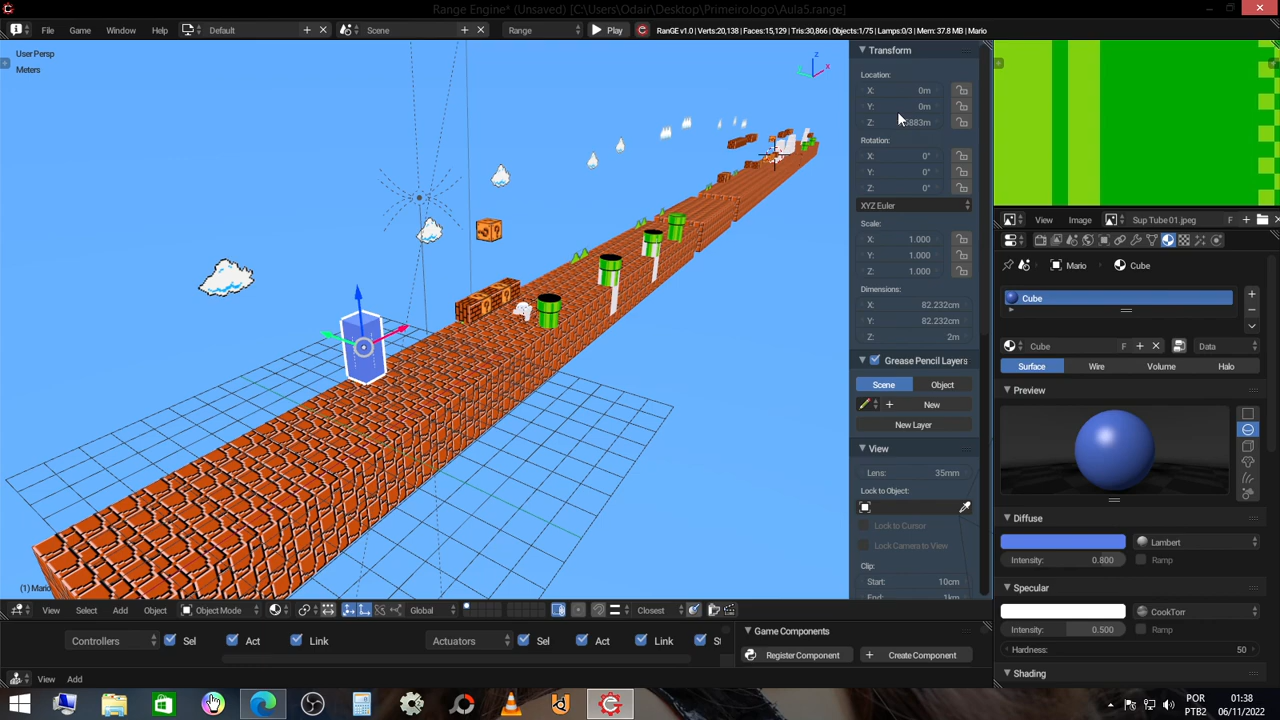 Range Engine* (Unsaved) [C:\Users\Odair\Desktop\PrimeiroJogo\Aula5.range]
File Game Window Help Default Scene Range Play RanGE v1.0 | Verts:20,138 | Faces:15,129 | Tris:30,866 | Objects:1/75 | Lamps:0/3 | Mem: 37.8 MB | Mario
User Persp
Meters
z
x
Transform
Location:
X: 0m
Y: 0m
Z:
Rotation:
X: 0°
Y: 0°
Z: 0°
XYZ Euler
Scale:
X: 1.000
Y: 1.000
Z: 1.000
Dimensions:
X: 82.232cm
Y: 82.232cm
Z: 2m
Grease Pencil Layers
Scene Object
New
New Layer
View
Lens: 35mm
Lock to Object:
Lock to Cursor
Lock Camera to View
Clip:
Start: 10cm
End: 1km
(1) Mario
View Select Add Object Object Mode Global Closest
Controllers Sel Act Link Actuators Sel Act Link
View Add
Game Components
Register Component Create Component
View Image Sup Tube 01.jpeg F
Mario Cube
Cube
Cube F Data
Surface Wire Volume Halo
Preview
Diffuse
Lambert
Intensity: 0.800 Ramp
Specular
CookTorr
Intensity: 0.500 Ramp
Hardness: 50
Shading
POR
PTB2
01:38
06/11/2022